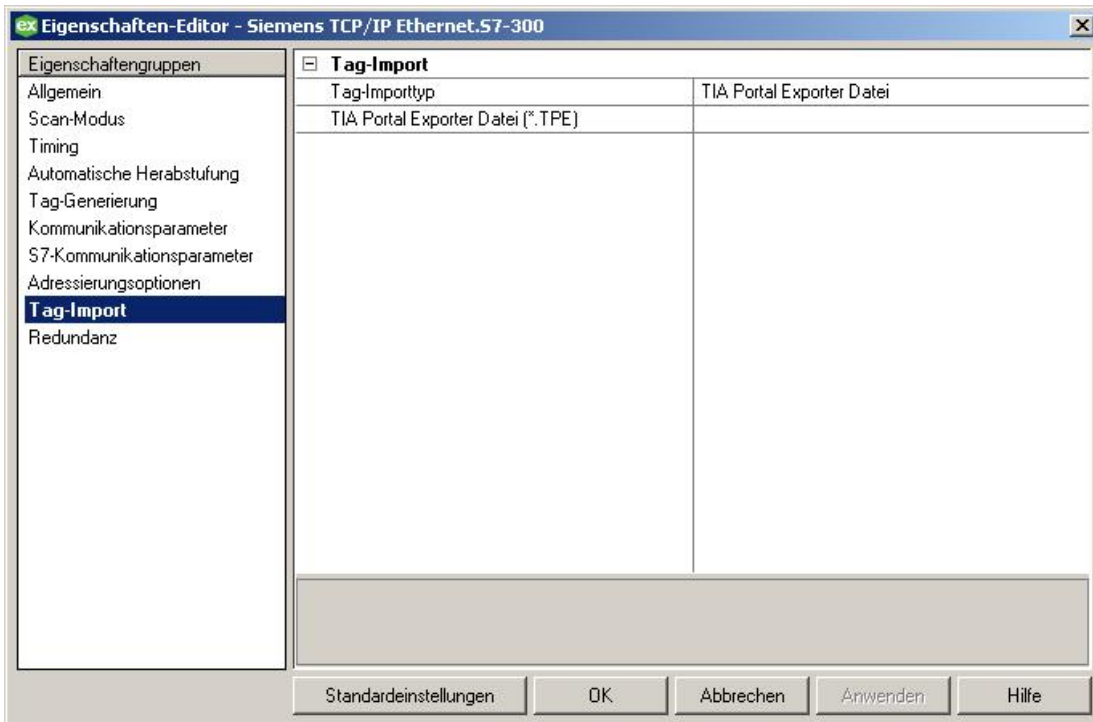 ex Eigenschaften-Editor - Siemens TCP/IP Ethernet.S7-300
Eigenschaftengruppen
Allgemein
Scan-Modus
Timing
Automatische Herabstufung
Tag-Generierung
Kommunikationsparameter
S7-Kommunikationsparameter
Adressierungsoptionen
Tag-Import
Redundanz
Tag-Import
Tag-Importtyp TIA Portal Exporter Datei
TIA Portal Exporter Datei (*.TPE)
Standardeinstellungen OK Abbrechen Anwenden Hilfe